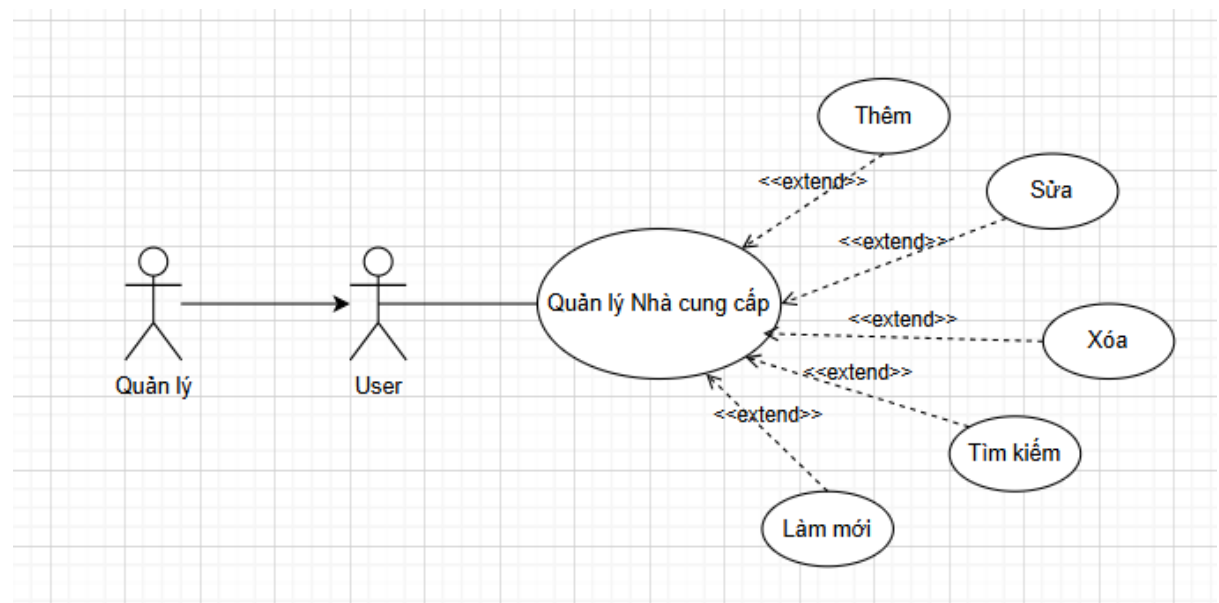 Thêm
<<extend>>
Sửa
<<extend>>
Quản lý Nhà cung cấp
<<extend>>
Xóa
<<extend>>
Quản lý
User
<<extend>>
Tìm kiếm
Làm mới